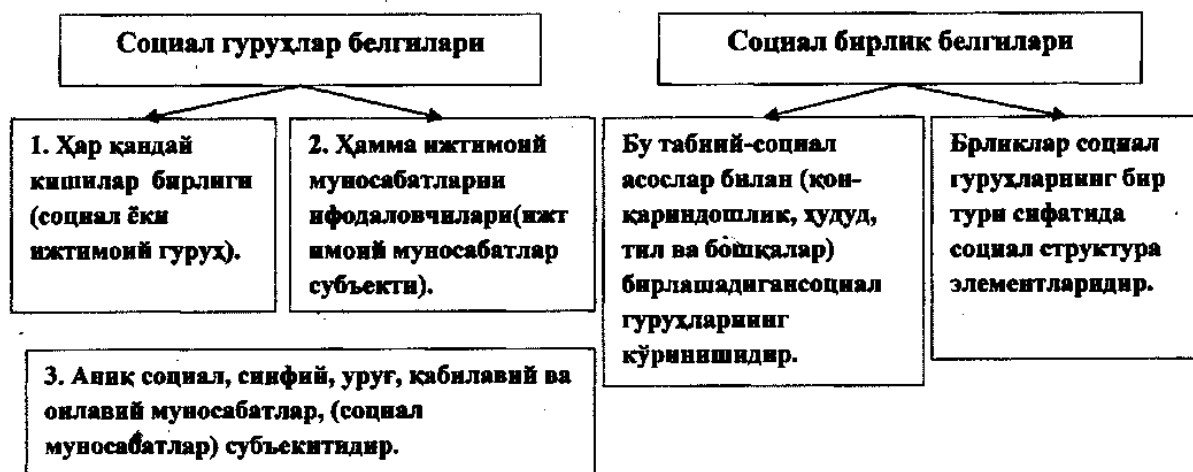 Социал гуруҳлар белгилари
Социал бирлик белгилари
1. Ҳар қандай
кишилар бирлиги
(социал ёки
ижтимоий гуруҳ).
2. Ҳамма ижтимоий
муносабатларни
ифодаловчилари(ижт
имоий муносабатлар
субъекти).
Бу табиий-социал
асослар билан (қон-
қариндошлик, ҳудуд,
тил ва бошқалар)
бирлашадигансоциал
гуруҳларнинг
кўринишидир.
Брликлар социал
гуруҳларнинг бир
тури сифатида
социал структура
элементларидир.
3. Аниқ социал, синфий, уруғ, қабилавий ва
оилавий муносабатлар, (социал
муносабатлар) субъекитидир.